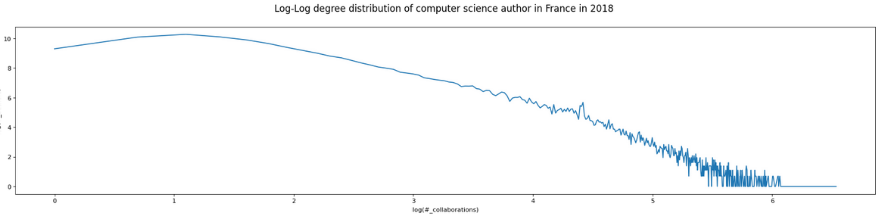 Log-Log degree distribution of computer science author in France in 2018
10
8
6
4
2
0
0 1 2 3 4 5 6
log(#_collaborations)